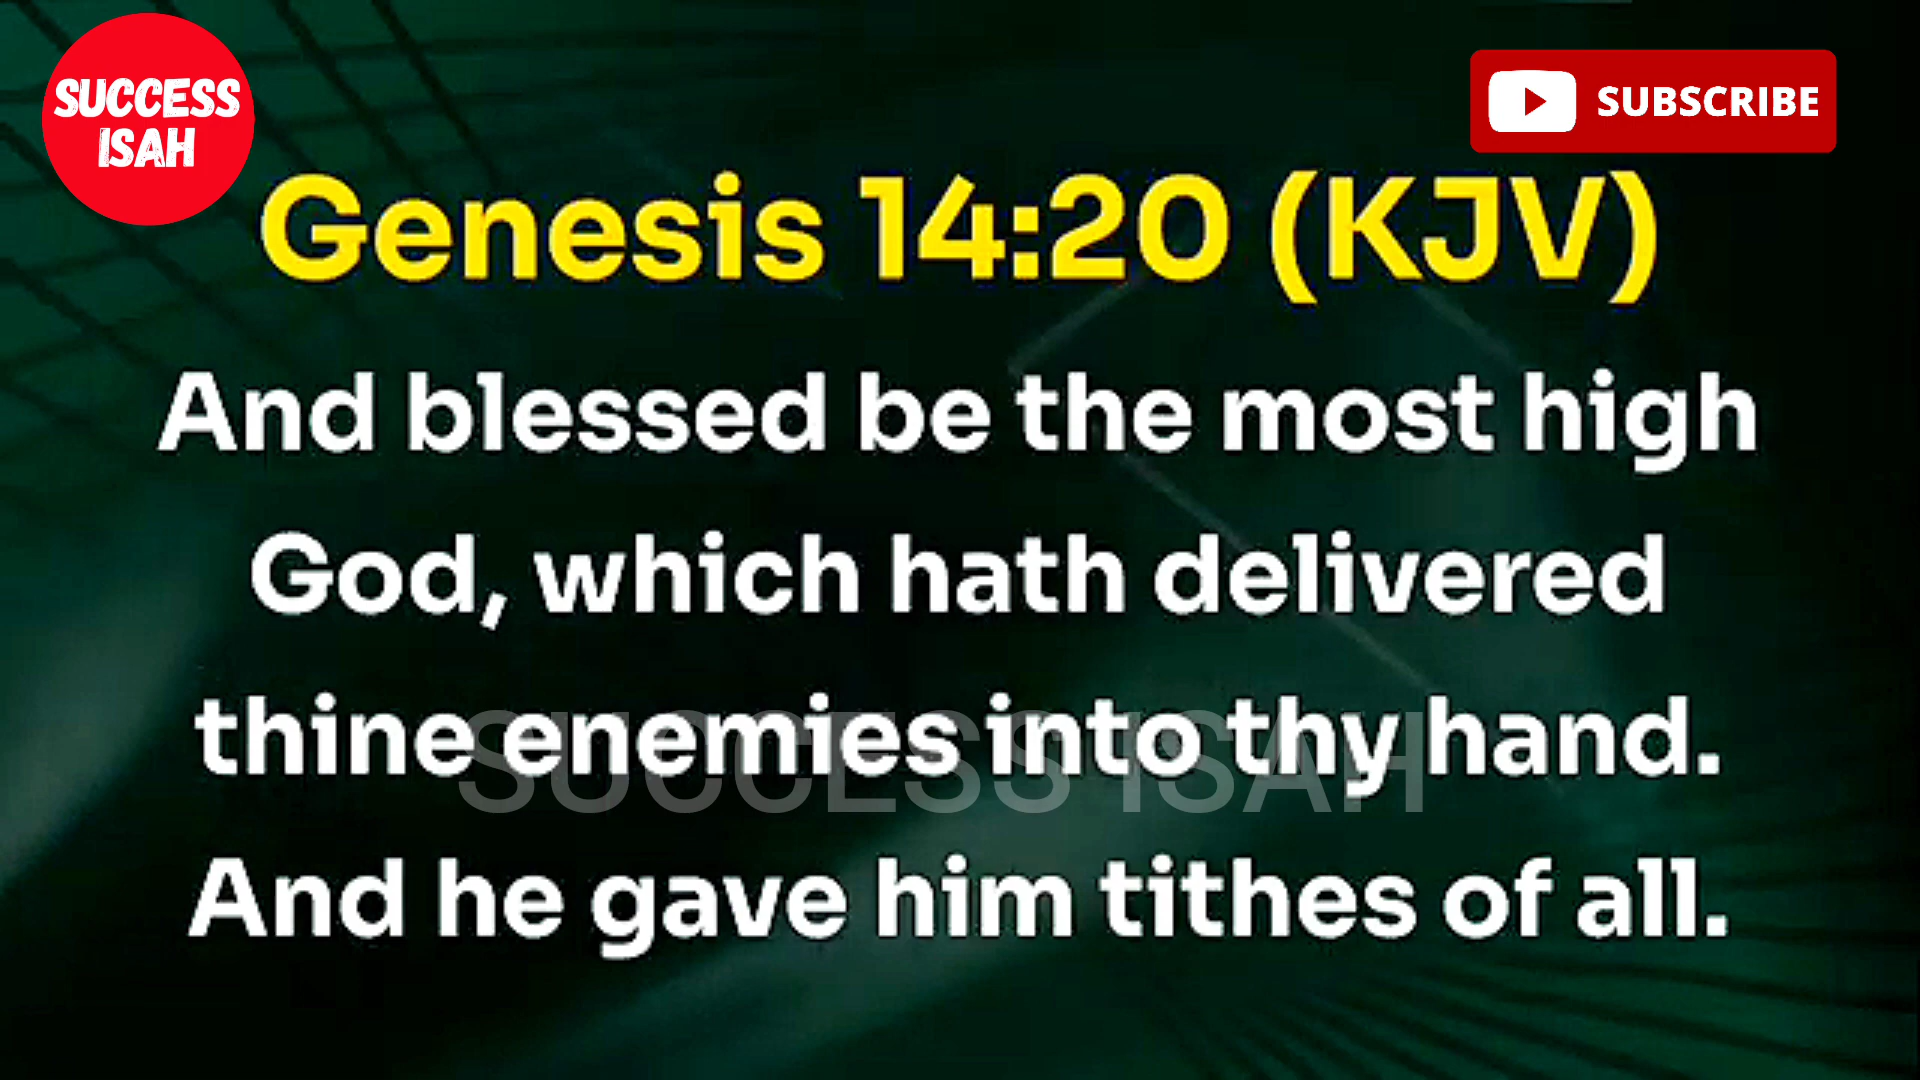 SUCCESS
ISAH
SUBSCRIBE
Genesis 14:20 (KJV)
And blessed be the most high
God, which hath delivered
thine enemies into thy hand.
SUCCESS ISAH
And he gave him tithes of all.